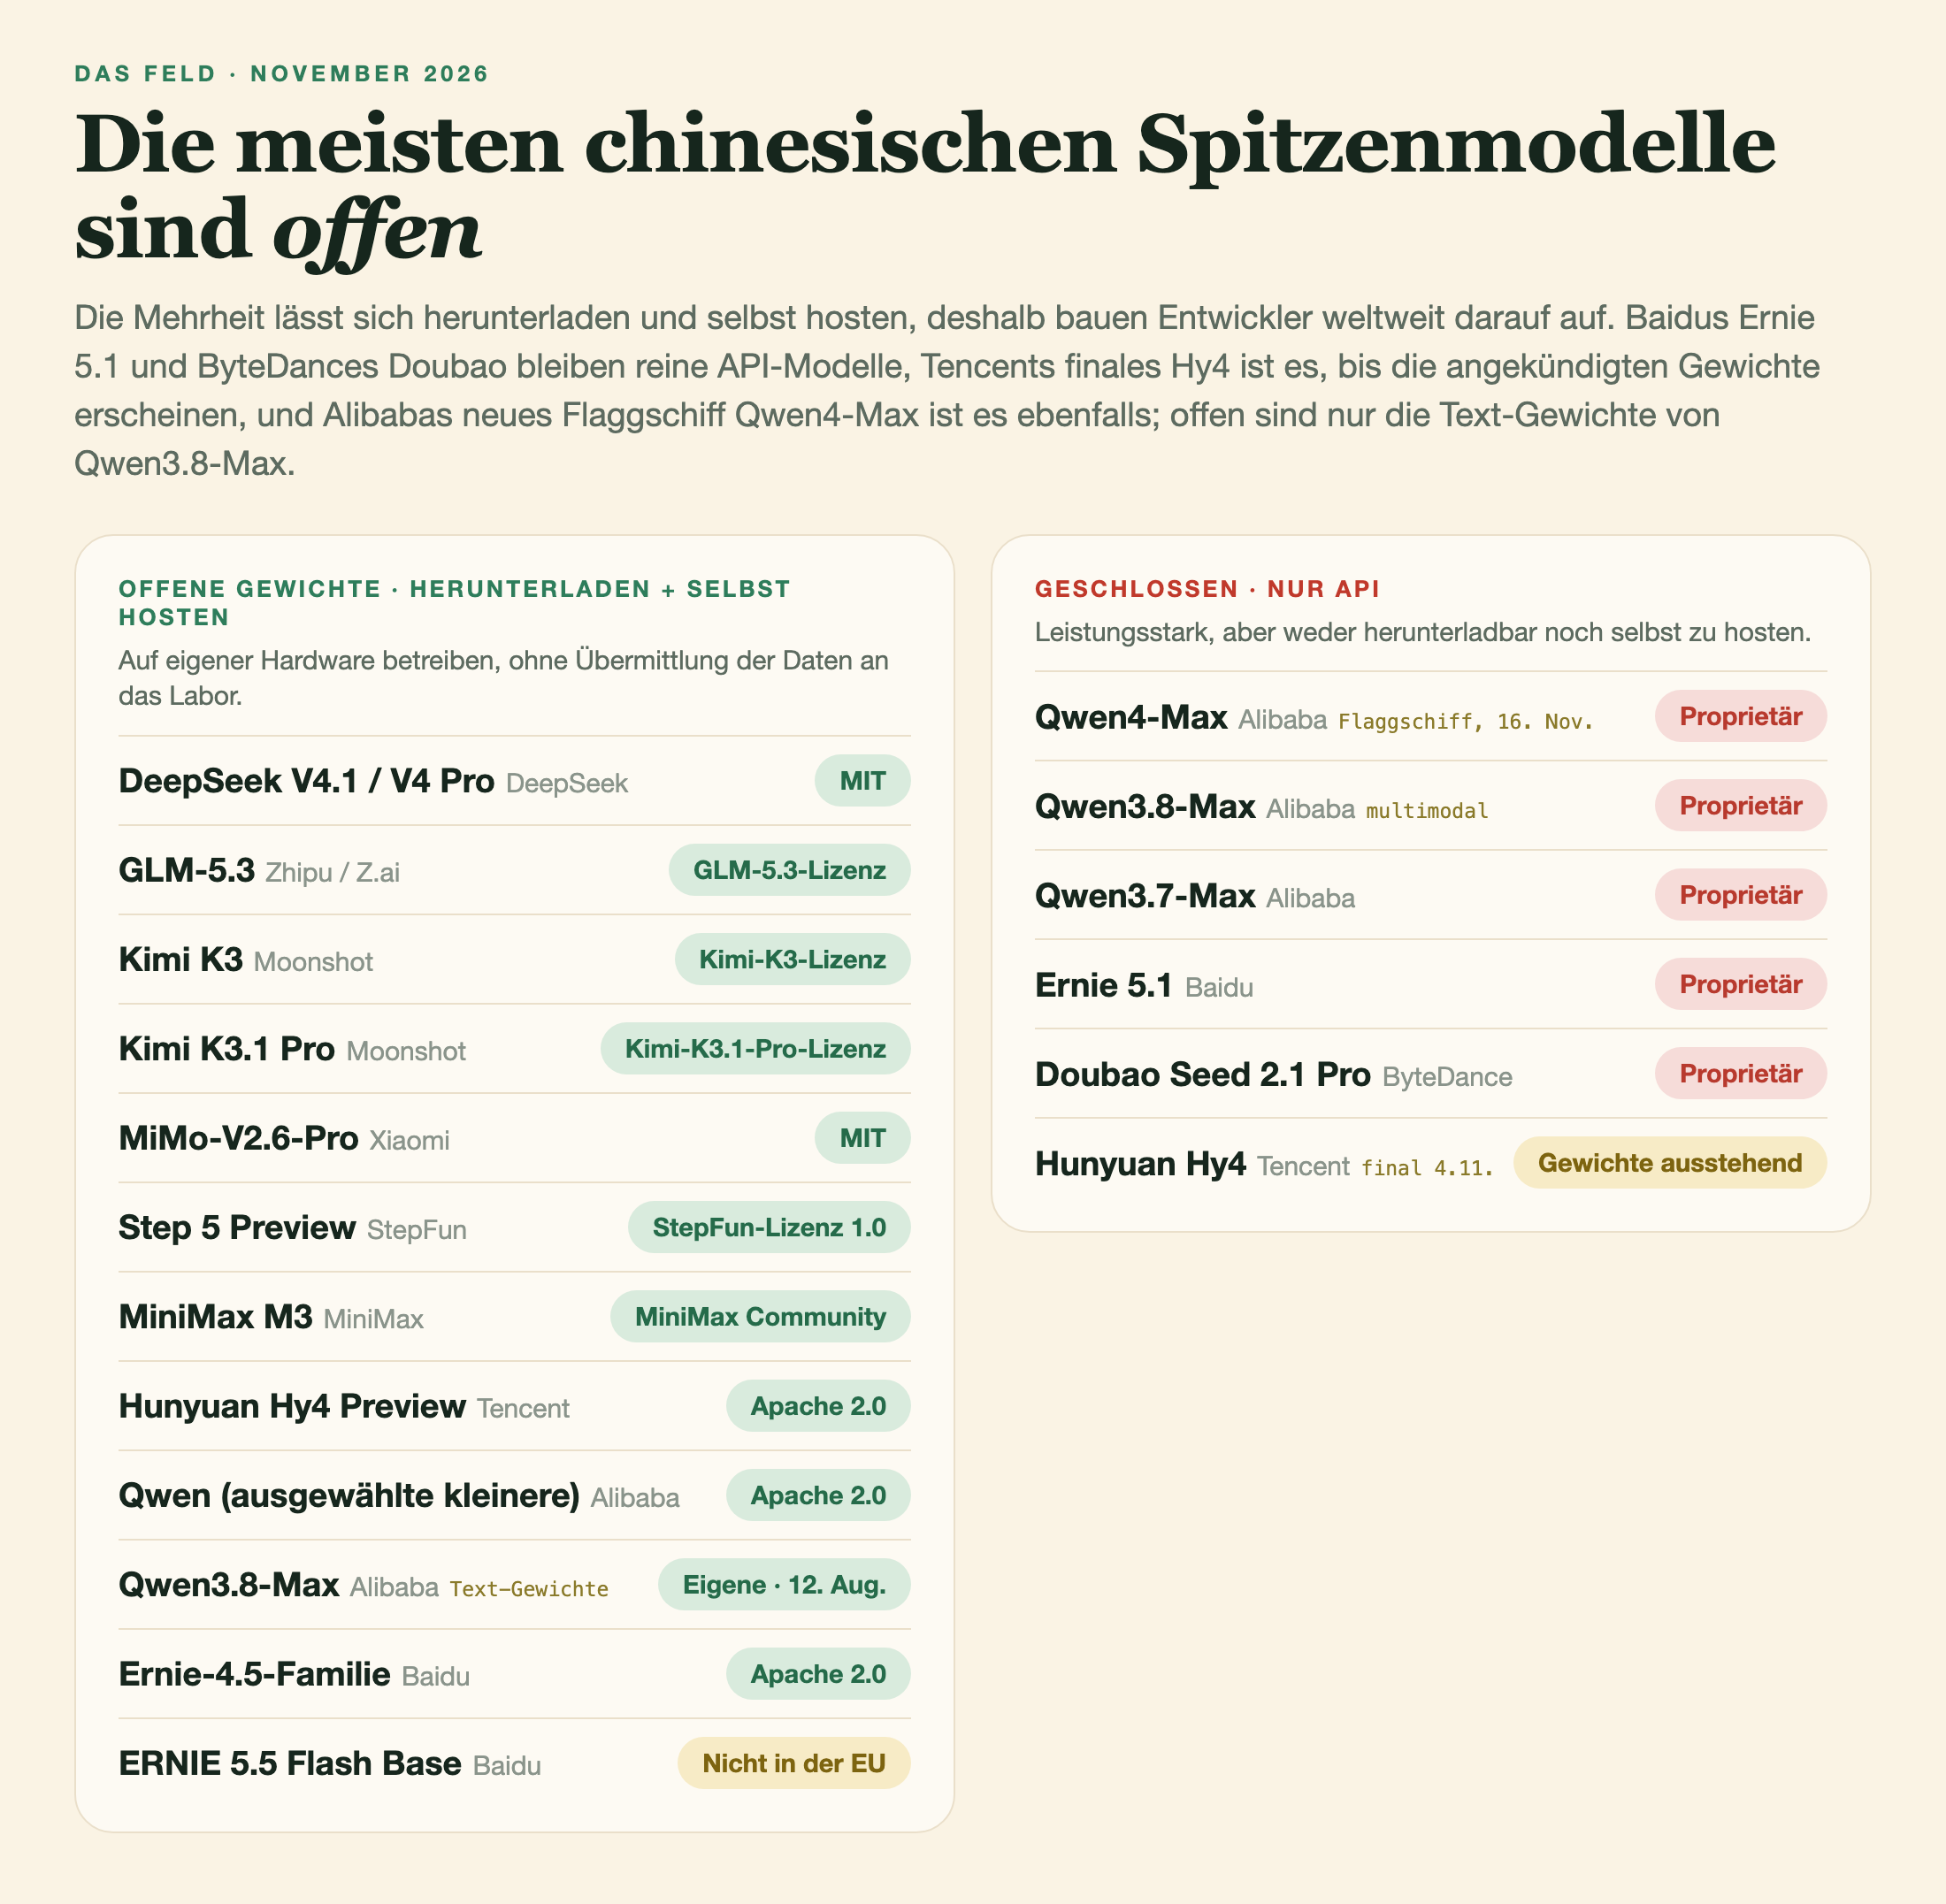 DAS FELD · NOVEMBER 2026
Die meisten chinesischen Spitzenmodelle
sind offen
Die Mehrheit lässt sich herunterladen und selbst hosten, deshalb bauen Entwickler weltweit darauf auf. Baidus Ernie
5.1 und ByteDances Doubao bleiben reine API-Modelle, Tencents finales Hy4 ist es, bis die angekündigten Gewichte
erscheinen, und Alibabas neues Flaggschiff Qwen4-Max ist es ebenfalls; offen sind nur die Text-Gewichte von
Qwen3.8-Max.
OFFENE GEWICHTE · HERUNTERLADEN + SELBST
HOSTEN
Auf eigener Hardware betreiben, ohne Übermittlung der Daten an
das Labor.
DeepSeek V4.1 / V4 Pro DeepSeek MIT
GLM-5.3 Zhipu / Z.ai GLM-5.3-Lizenz
Kimi K3 Moonshot Kimi-K3-Lizenz
Kimi K3.1 Pro Moonshot Kimi-K3.1-Pro-Lizenz
MiMo-V2.6-Pro Xiaomi MIT
Step 5 Preview StepFun StepFun-Lizenz 1.0
MiniMax M3 MiniMax MiniMax Community
Hunyuan Hy4 Preview Tencent Apache 2.0
Qwen (ausgewählte kleinere) Alibaba Apache 2.0
Qwen3.8-Max Alibaba Text-Gewichte Eigene · 12. Aug.
Ernie-4.5-Familie Baidu Apache 2.0
ERNIE 5.5 Flash Base Baidu Nicht in der EU
GESCHLOSSEN · NUR API
Leistungsstark, aber weder herunterladbar noch selbst zu hosten.
Qwen4-Max Alibaba Flaggschiff, 16. Nov. Proprietär
Qwen3.8-Max Alibaba multimodal Proprietär
Qwen3.7-Max Alibaba Proprietär
Ernie 5.1 Baidu Proprietär
Doubao Seed 2.1 Pro ByteDance Proprietär
Hunyuan Hy4 Tencent final 4.11. Gewichte ausstehend